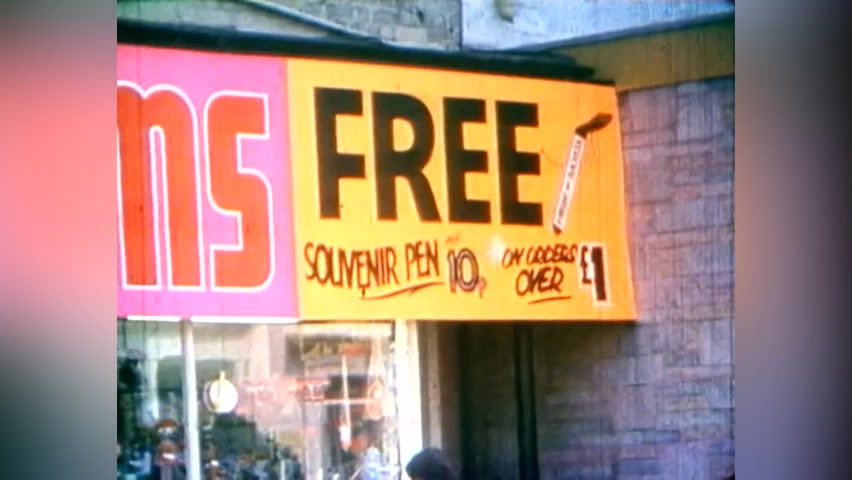 ms
FREE
SOUVENIR PEN
10p
ON ORDERS
OVER
£1